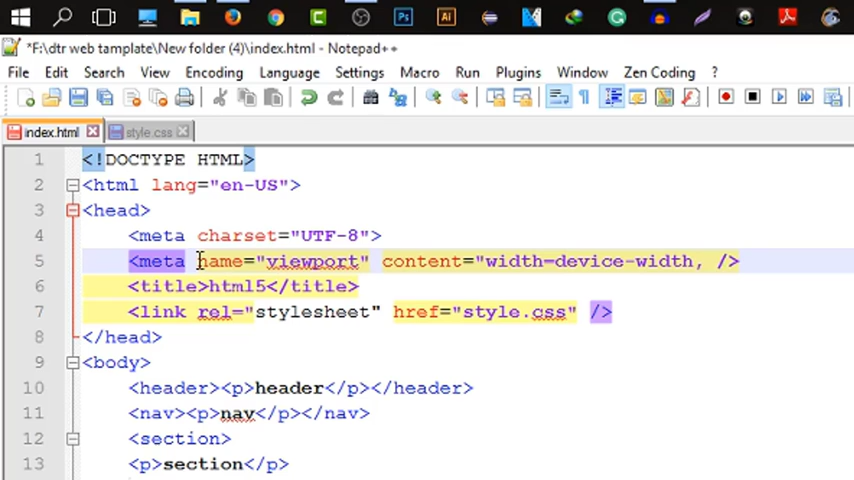 Ps Ai
*F:\dtr web tamplate\New folder (4)\index.html - Notepad++
File Edit Search View Encoding Language Settings Macro Run Plugins Window Zen Coding ?
index.html style.css
1 <!DOCTYPE HTML>
2 <html lang="en-US">
3 <head>
4 <meta charset="UTF-8">
5 <meta name="viewport" content="width=device-width, />
6 <title>html5</title>
7 <link rel="stylesheet" href="style.css" />
8 </head>
9 <body>
10 <header><p>header</p></header>
11 <nav><p>nav</p></nav>
12 <section>
13 <p>section</p>